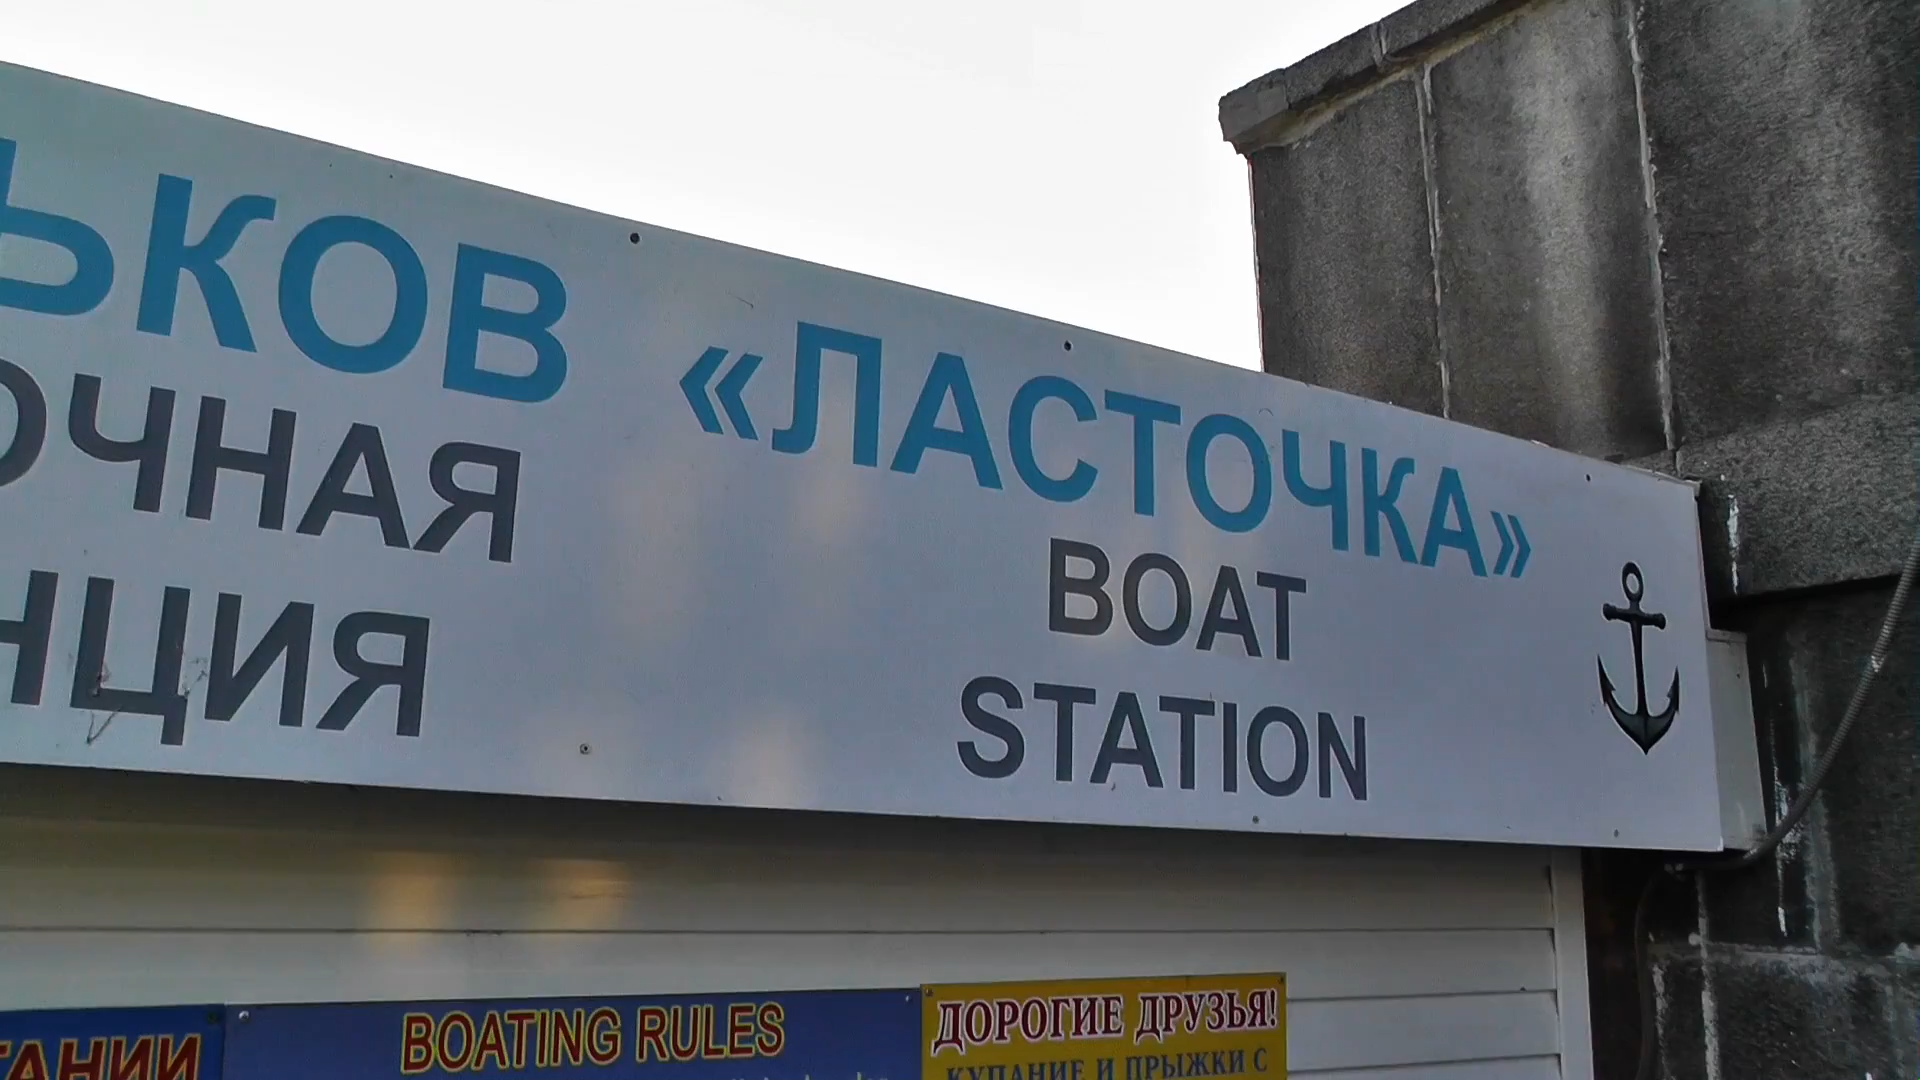 ЬКОВ «ЛАСТОЧКА»
ОЧНАЯ
НЦИЯ
BOAT
STATION
ТАНИИ
BOATING RULES
ДОРОГИЕ ДРУЗЬЯ!
КУПАНИЕ И ПРЫЖКИ С